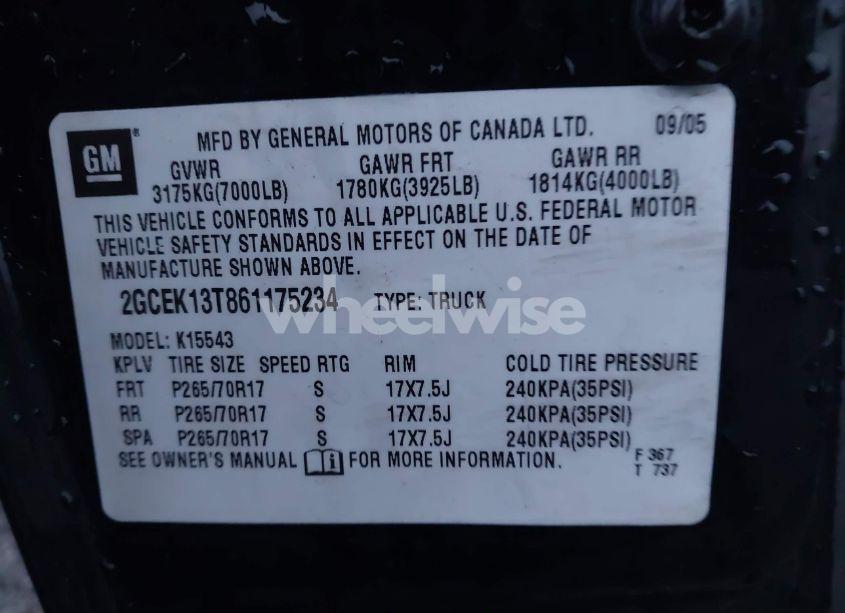 GM
®
MFD BY GENERAL MOTORS OF CANADA LTD. 09/05
GVWR GAWR FRT GAWR RR
3175KG(7000LB) 1780KG(3925LB) 1814KG(4000LB)
THIS VEHICLE CONFORMS TO ALL APPLICABLE U.S. FEDERAL MOTOR
VEHICLE SAFETY STANDARDS IN EFFECT ON THE DATE OF
MANUFACTURE SHOWN ABOVE.
2GCEK13T861175234 TYPE: TRUCK
wheelwise
MODEL: K15543
KPLV TIRE SIZE SPEED RTG RIM COLD TIRE PRESSURE
FRT P265/70R17 S 17X7.5J 240KPA(35PSI)
RR P265/70R17 S 17X7.5J 240KPA(35PSI)
SPA P265/70R17 S 17X7.5J 240KPA(35PSI)
SEE OWNER'S MANUAL i FOR MORE INFORMATION. F 367
T 737